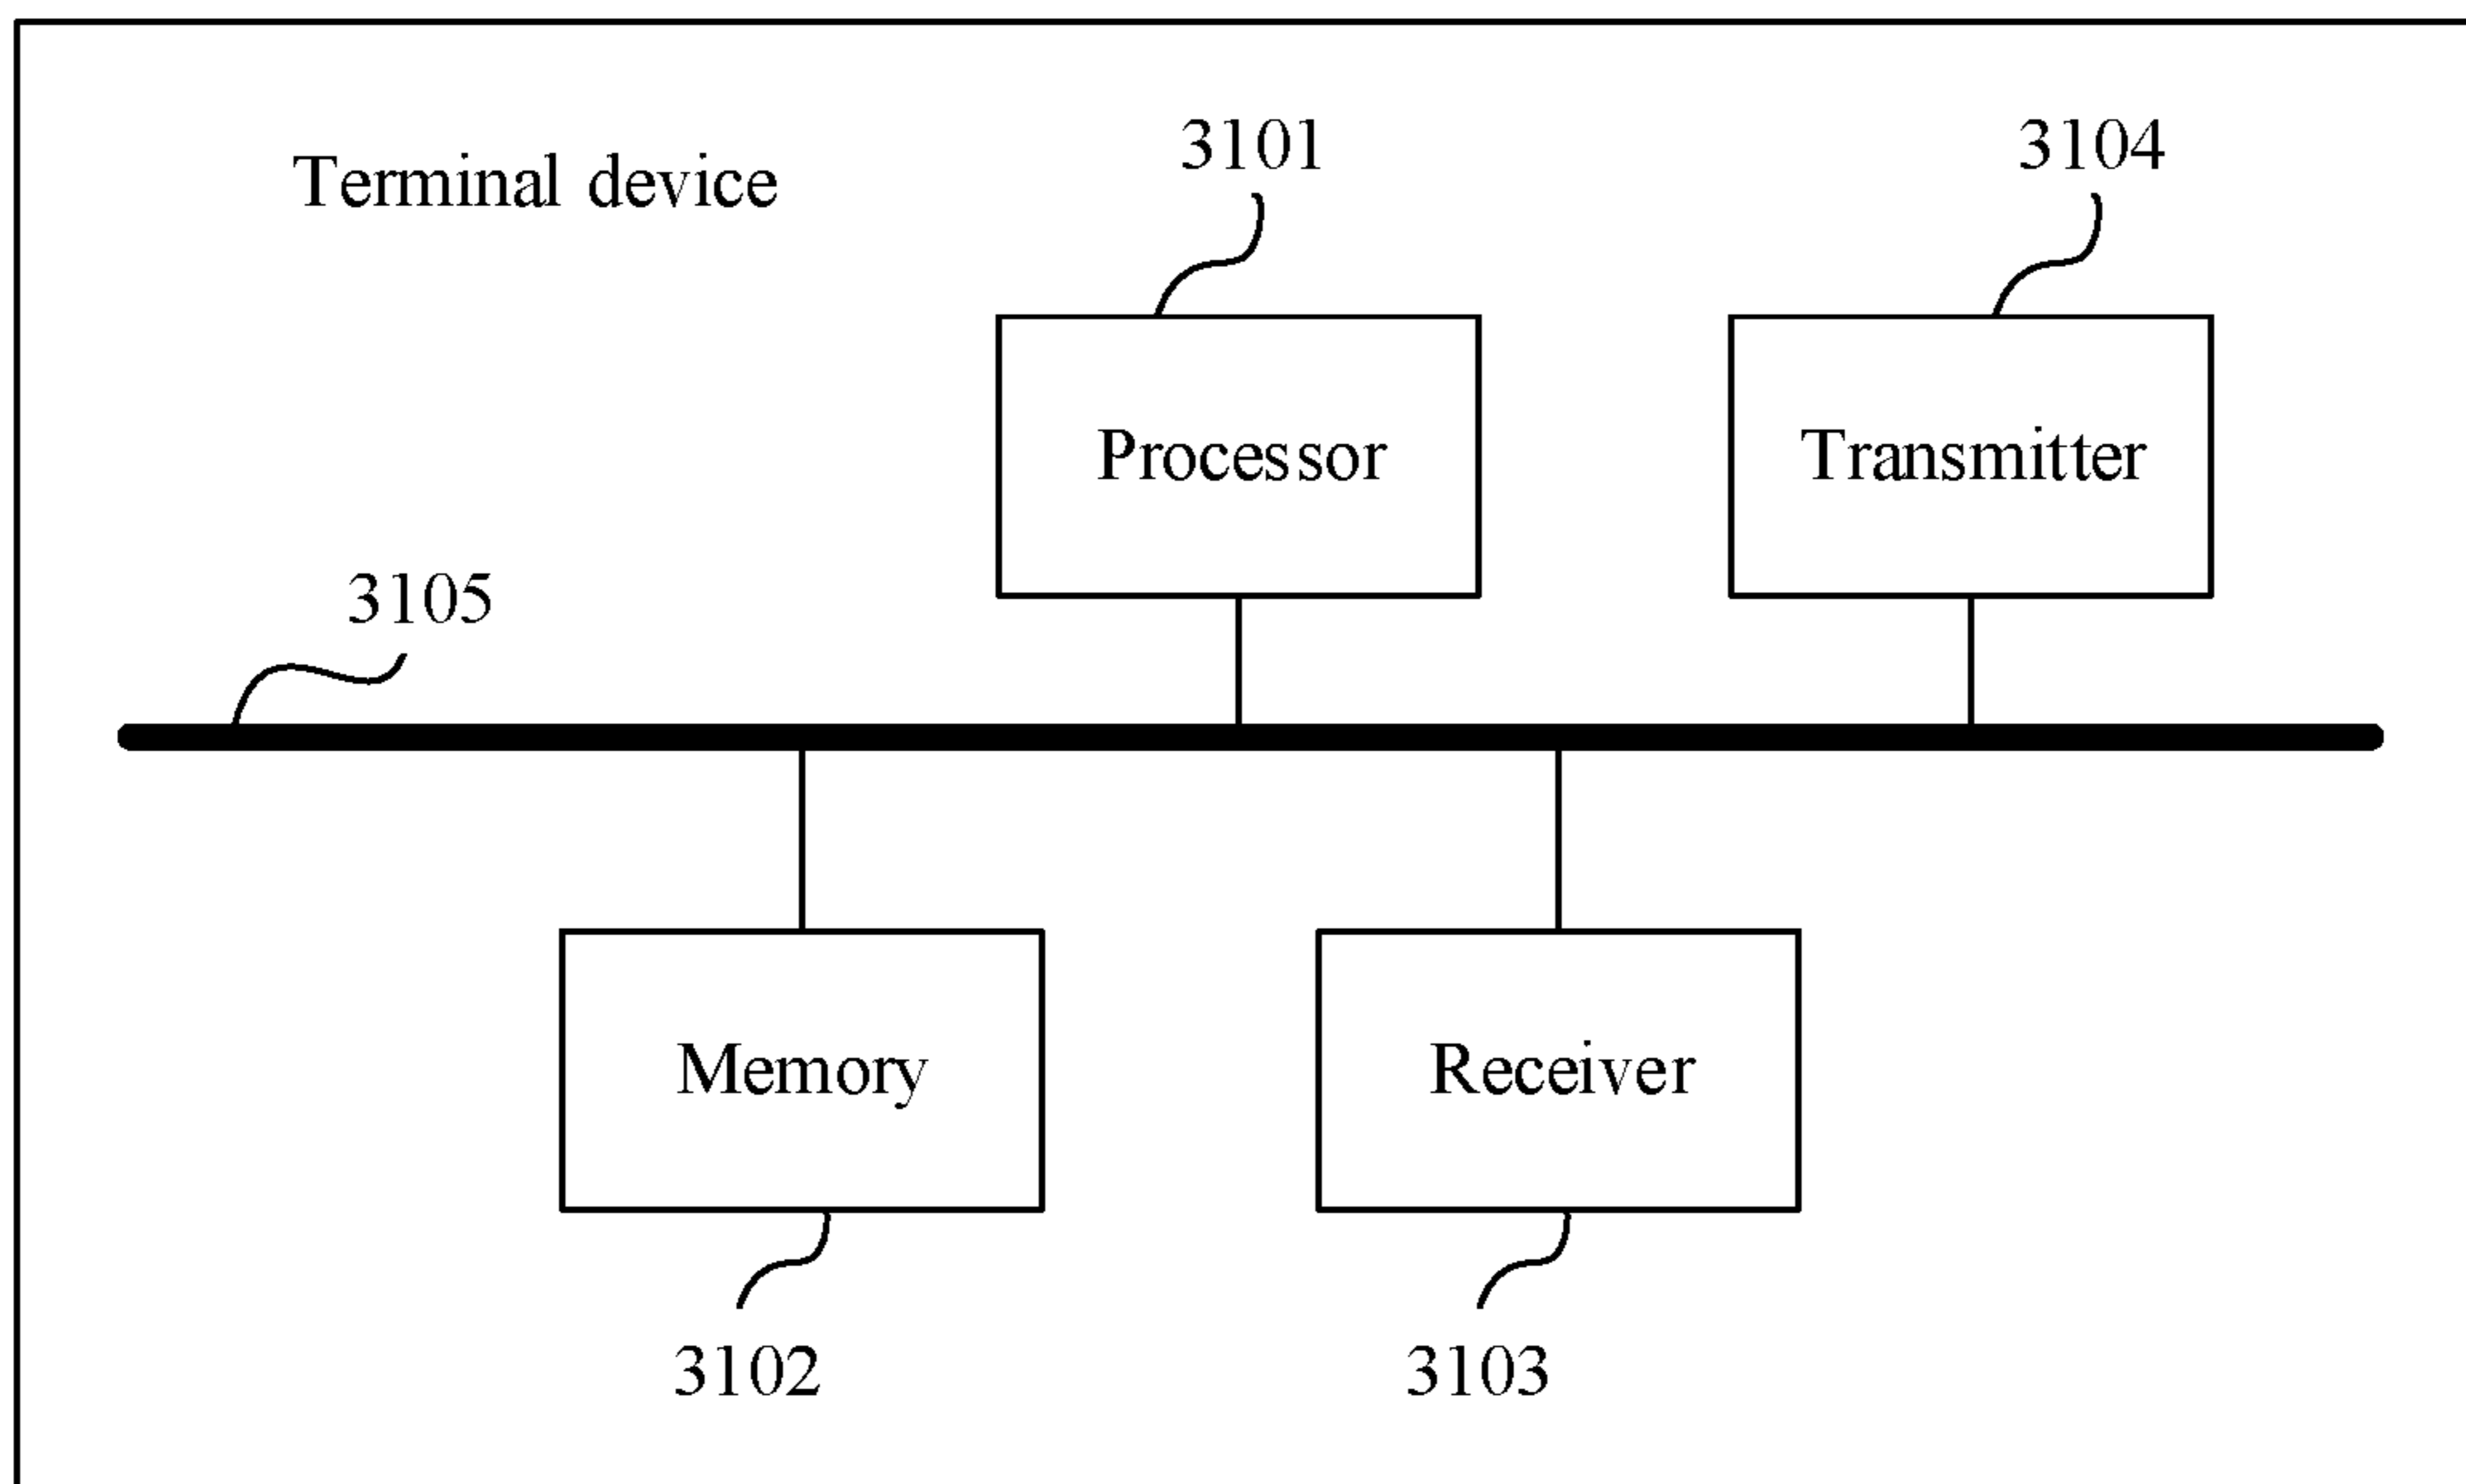 Terminal device
3101
3104
Processor
Transmitter
3105
Memory
Receiver
3102
3103